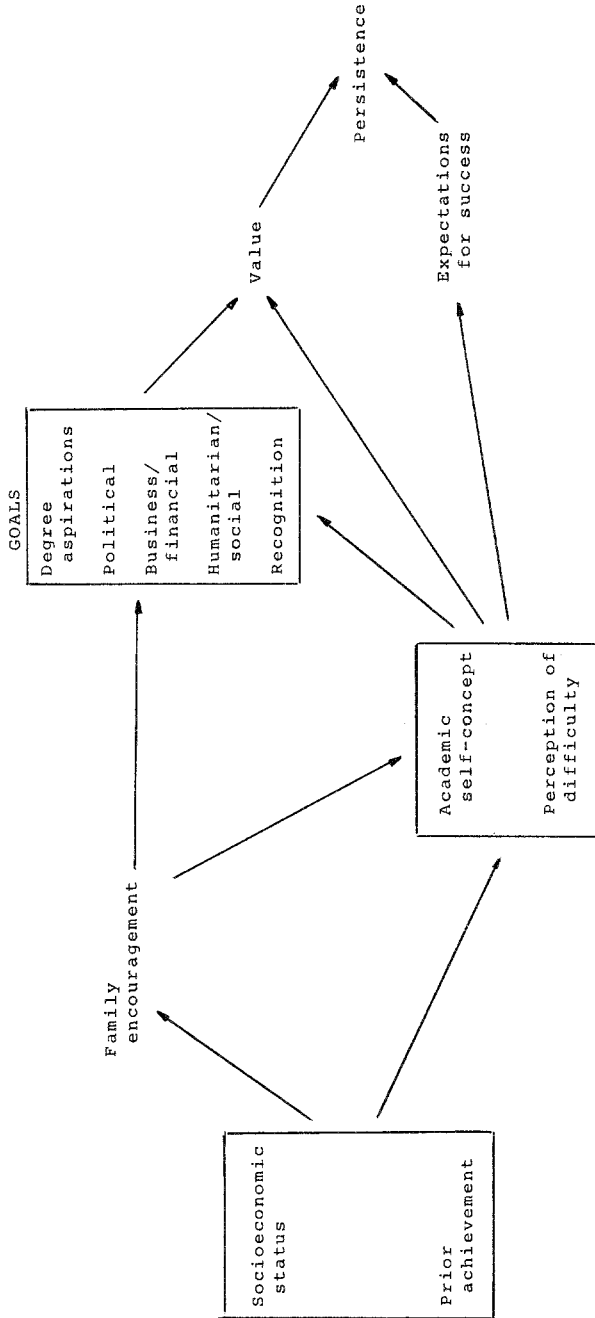 Socioeconomic
status
Prior
achievement
Family
encouragement
Academic
self-concept
Perception of
difficulty
GOALS
Degree
aspirations
Political
Business/
financial
Humanitarian/
social
Recognition
Value
Expectations
for success
Persistence